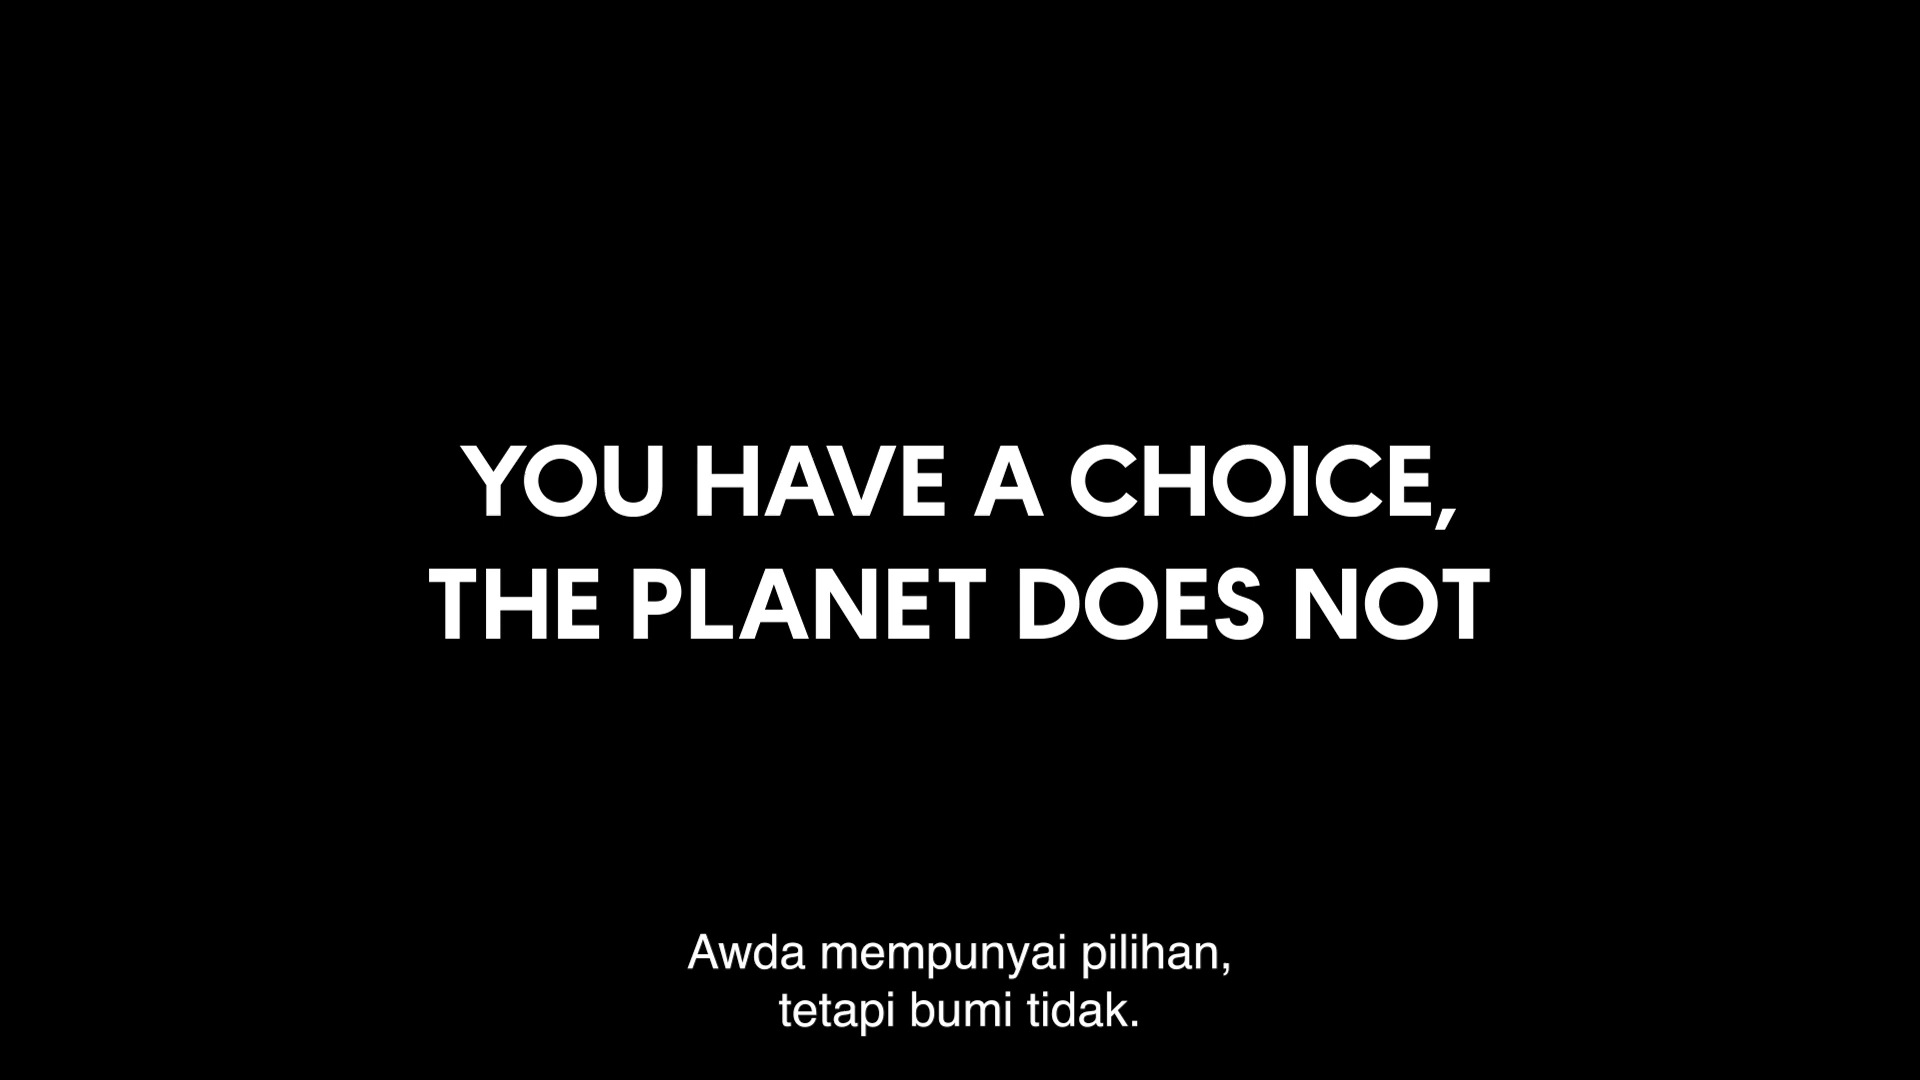 YOU HAVE A CHOICE,
THE PLANET DOES NOT
Awda mempunyai pilihan,
tetapi bumi tidak.